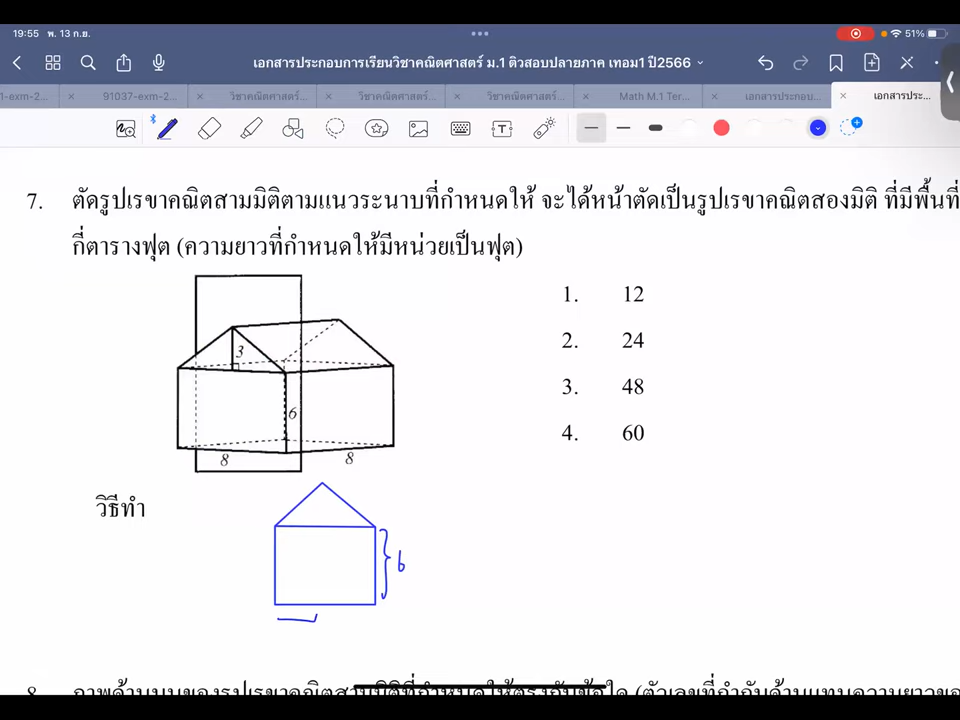 19:55 พ. 13 ก.ย.
51%
เอกสารประกอบการเรียนวิชาคณิตศาสตร์ ม.1 ติวสอบปลายภาค เทอม1 ปี2566
1-exm-2...
91037-exm-2...
วิชาคณิตศาสตร์...
วิชาคณิตศาสตร์...
วิชาคณิตศาสตร์...
Math M.1 Ter...
เอกสารประกอบ...
เอกสารประ...
7. ตัดรูปเรขาคณิตสามมิติตามแนวระนาบที่กำหนดให้ จะได้หน้าตัดเป็นรูปเรขาคณิตสองมิติ ที่มีพื้นที่
กี่ตารางฟุต (ความยาวที่กำหนดให้มีหน่วยเป็นฟุต)
1. 12
2. 24
3. 48
4. 60
3
6
8
8
วิธีทำ
6